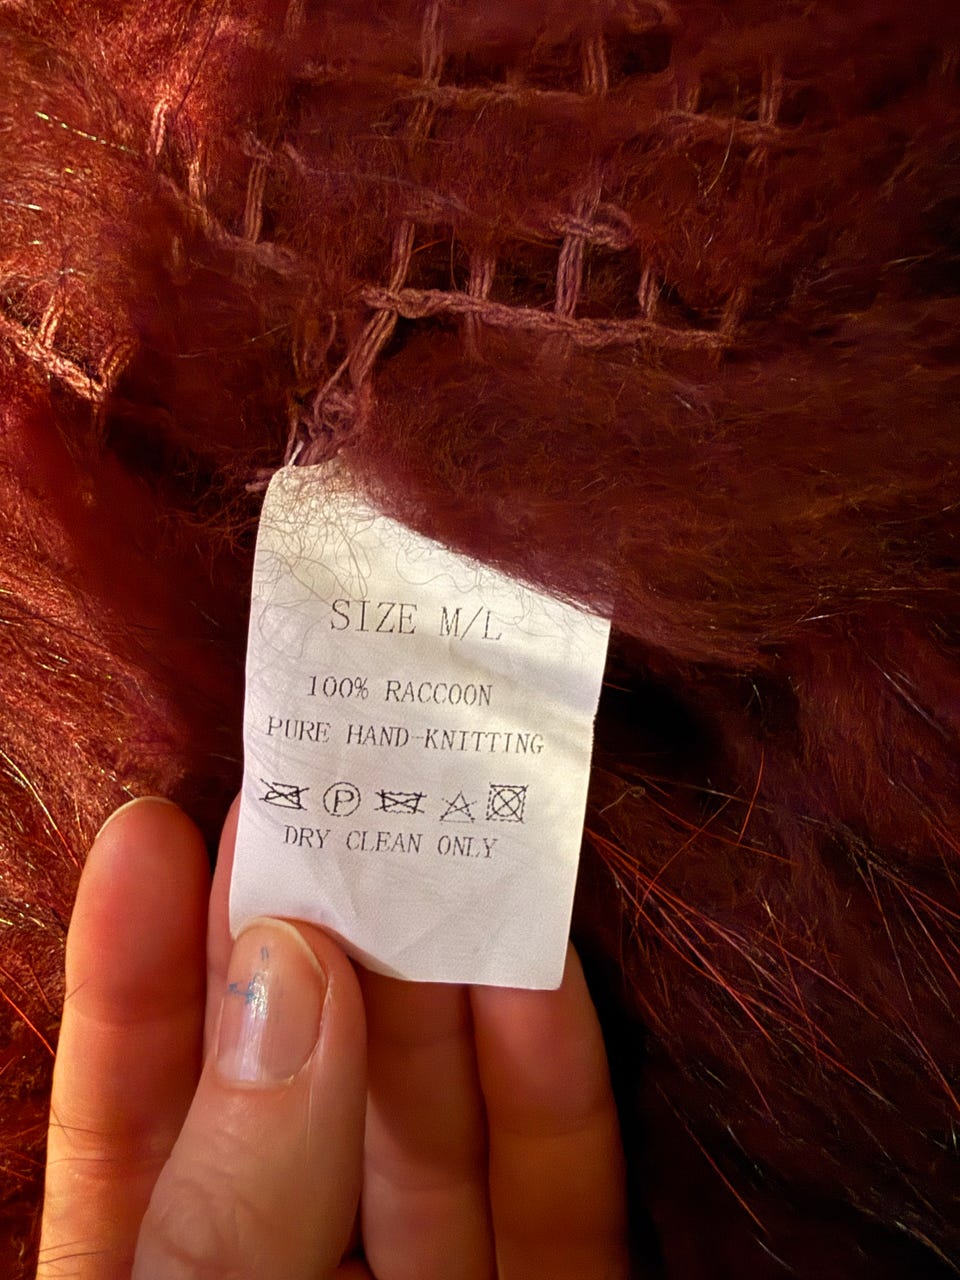 SIZE M/L
100% RACCOON
PURE HAND-KNITTING
P
DRY CLEAN ONLY